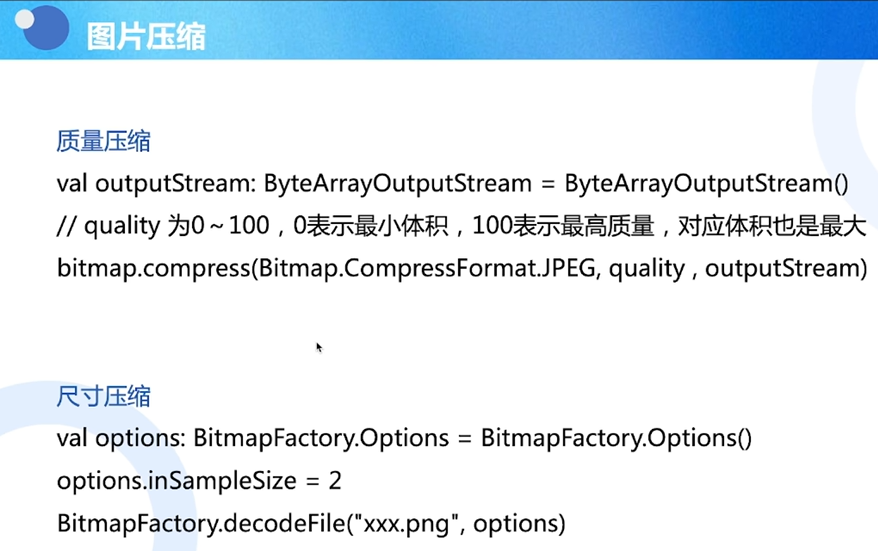 图片压缩
质量压缩
val outputStream: ByteArrayOutputStream = ByteArrayOutputStream()
// quality 为0～100，0表示最小体积，100表示最高质量，对应体积也是最大
bitmap.compress(Bitmap.CompressFormat.JPEG, quality , outputStream)
尺寸压缩
val options: BitmapFactory.Options = BitmapFactory.Options()
options.inSampleSize = 2
BitmapFactory.decodeFile("xxx.png", options)